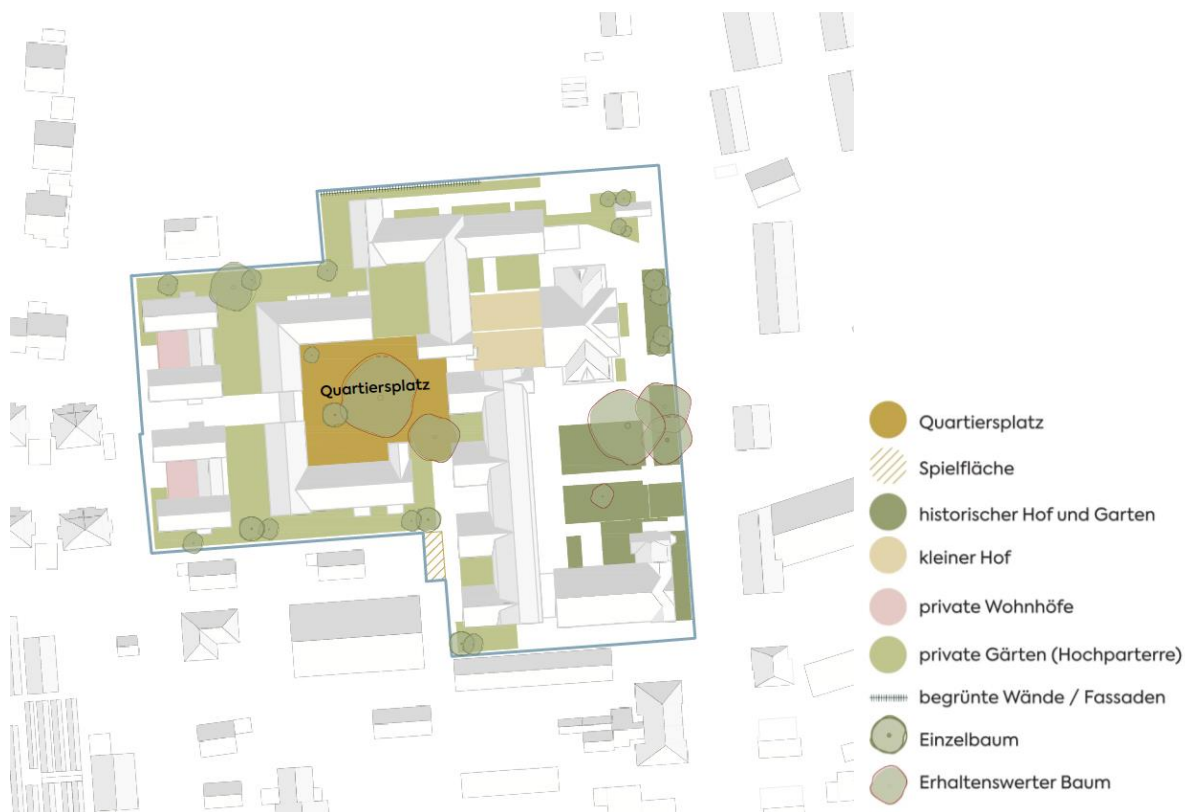 Quartiersplatz
Quartiersplatz
Spielfläche
historischer Hof und Garten
kleiner Hof
private Wohnhöfe
private Gärten (Hochparterre)
begrünte Wände / Fassaden
Einzelbaum
Erhaltenswerter Baum